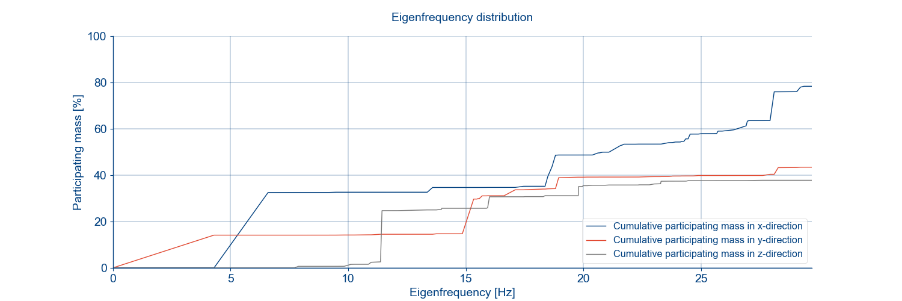 Eigenfrequency distribution
100
80
60
40
20
0
Participating mass [%]
0 5 10 15 20 25
Eigenfrequency [Hz]
Cumulative participating mass in x-direction
Cumulative participating mass in y-direction
Cumulative participating mass in z-direction